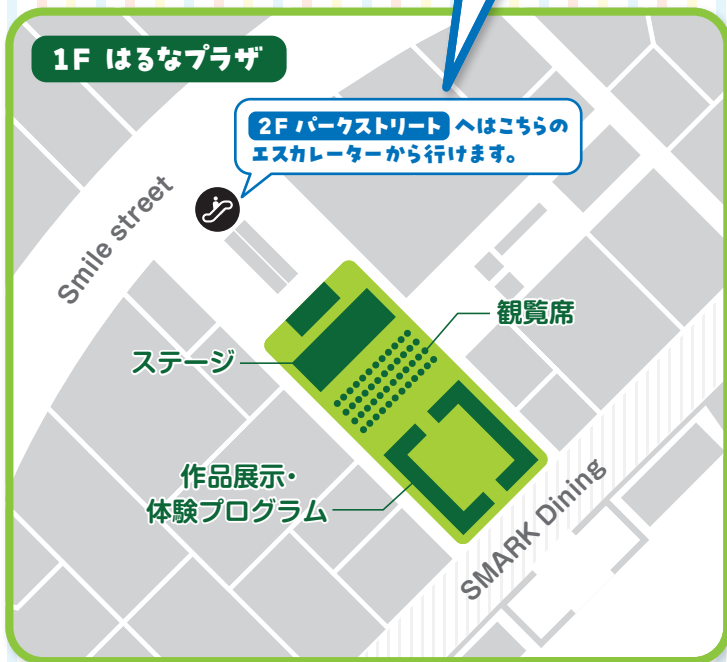 1F はるなプラザ
2F パークストリート へはこちらの
エスカレーターから行けます。
Smile street
観覧席
ステージ
作品展示・
体験プログラム
SMARK Dining